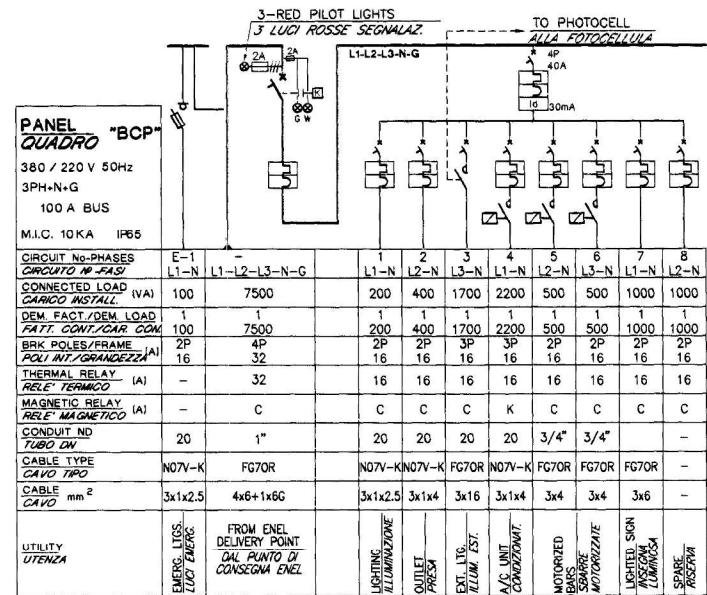 3-RED PILOT LIGHTS
3 LUCI ROSSE SEGNALAZ.
TO PHOTOCELL
ALLA FOTOCELLULA
2A
2A
L1-L2-L3-N-G
4P
40A
K
G W
Id
30mA
PANEL
QUADRO "BCP"
380 / 220 V 50Hz
3PH+N+G
100 A BUS
M.I.C. 10KA IP65
CIRCUIT No-PHASES E-1 - 1 2 3 4 5 6 7 8
CIRCUITO Nº-FASI L1-N L1-L2-L3-N-G L1-N L2-N L3-N L1-N L2-N L3-N L1-N L2-N
CONNECTED LOAD
CARICO INSTALL. (VA) 100 7500 200 400 1700 2200 500 500 1000 1000
DEM. FACT./DEM. LOAD 1 1 1 1 1 1 1 1 1 1
FATT. CONT./CAR. CON. 100 7500 200 400 1700 2200 500 500 1000 1000
BRK POLES/FRAME 2P 4P 2P 2P 3P 3P 2P 2P 2P 2P
POLI INT./GRANDEZZA (A) 16 32 16 16 16 16 16 16 16 16
THERMAL RELAY
RELE' TERMICO (A) - 32 16 16 16 16 16 16 16 16
MAGNETIC RELAY
RELE' MAGNETICO (A) - C C C C K C C C C
CONDUIT ND
TUBO DN 20 1" 20 20 20 20 3/4" 3/4" -
CABLE TYPE
CAVO TIPO N07V-K FG7OR N07V-K N07V-K FG7OR N07V-K FG7OR FG7OR FG7OR -
CABLE
CAVO mm2 3x1x2.5 4x6+1x6G 3x1x2.5 3x1x4 3x16 3x1x4 3x4 3x4 3x6 -
UTILITY
UTENZA
EMERG. LTGS.
LUCI EMERG.
FROM ENEL
DELIVERY POINT
DAL PUNTO DI
CONSEGNA ENEL
LIGHTING
ILLUMINAZIONE
OUTLET
PRESA
EXT. LTG.
ILLUM. EST.
A/C UNIT
CONDIZIONAT.
MOTORIZED
BARS
SBARRE
MOTORIZZATE
LIGHTED SIGN
INSEGNA
LUMINOSA
SPARE
RISERVA